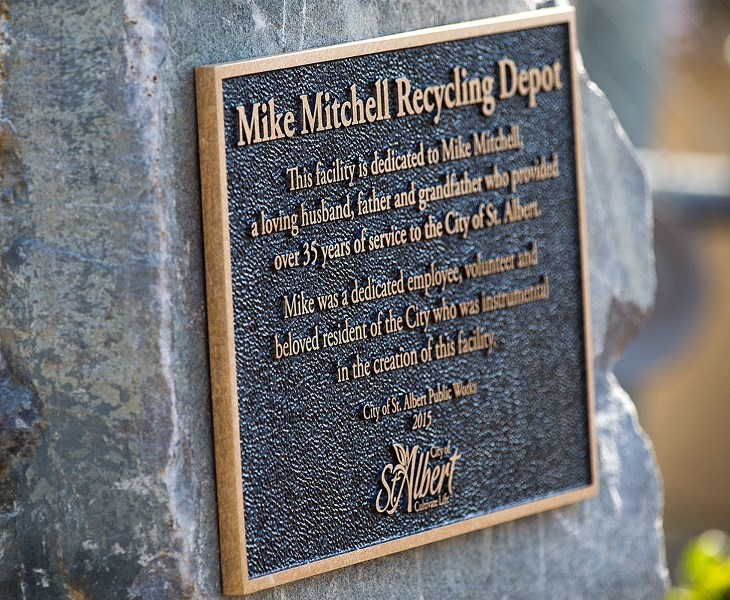 Mike Mitchell Recycling Depot
This facility is dedicated to Mike Mitchell,
a loving husband, father and grandfather who provided
over 35 years of service to the City of St. Albert.
Mike was a dedicated employee, volunteer and
beloved resident of the City who was instrumental
in the creation of this facility.
City of St. Albert Public Works
2015
City of
St. Albert
Cultivate Life